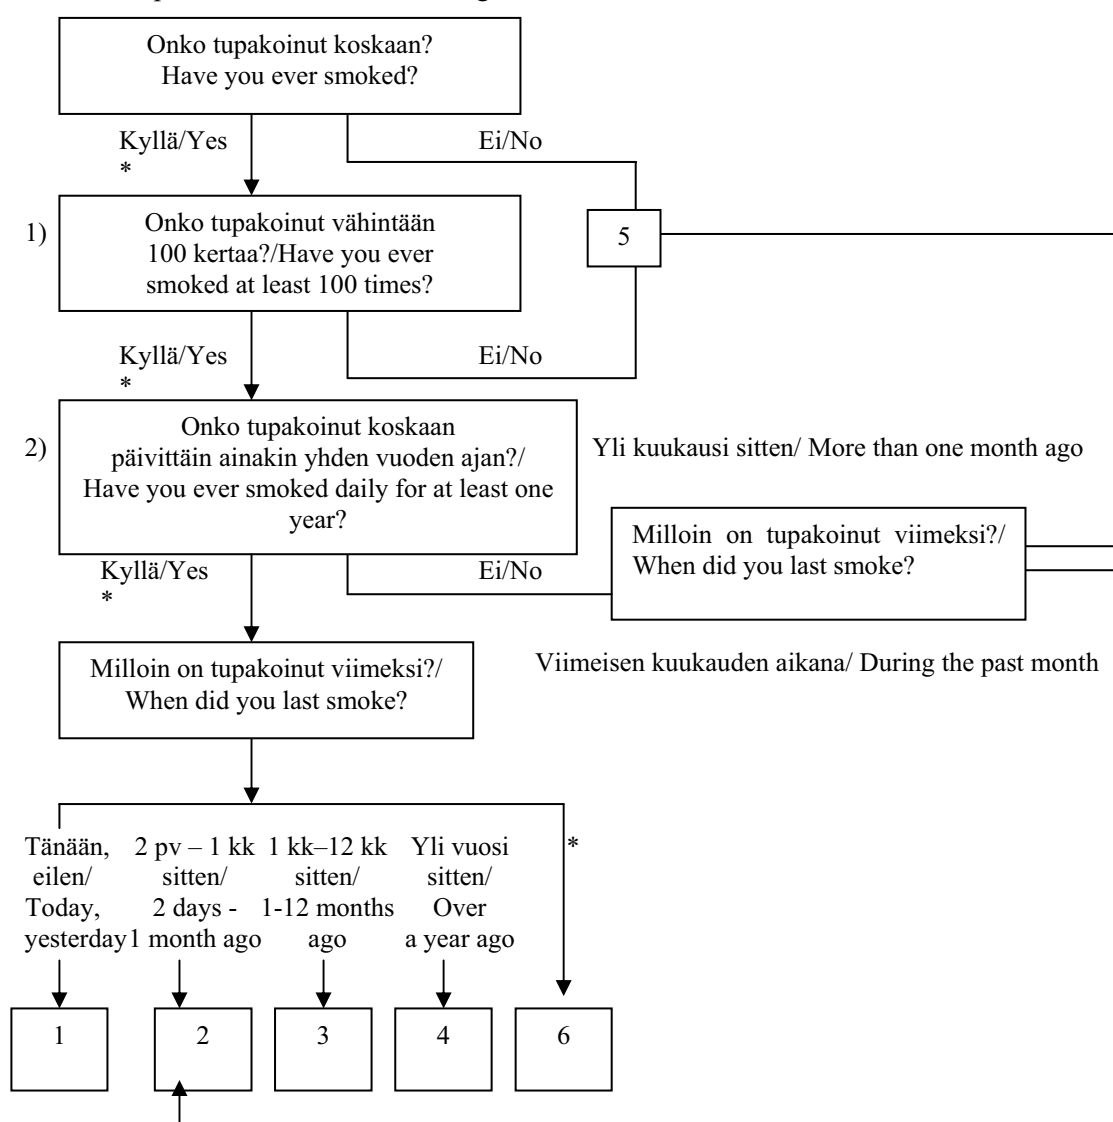 Onko tupakoinut koskaan?
Have you ever smoked?
Kyllä/Yes
*
Ei/No
1)
Onko tupakoinut vähintään
100 kertaa?/Have you ever
smoked at least 100 times?
5
Kyllä/Yes
*
Ei/No
2)
Onko tupakoinut koskaan
päivittäin ainakin yhden vuoden ajan?/
Have you ever smoked daily for at least one
year?
Yli kuukausi sitten/ More than one month ago
Milloin on tupakoinut viimeksi?/
When did you last smoke?
Kyllä/Yes
*
Ei/No
Viimeisen kuukauden aikana/ During the past month
Milloin on tupakoinut viimeksi?/
When did you last smoke?
Tänään,
eilen/
Today,
yesterday
2 pv – 1 kk
sitten/
2 days -
1 month ago
1 kk–12 kk
sitten/
1-12 months
ago
Yli vuosi
sitten/
Over
a year ago
*
1
2
3
4
6